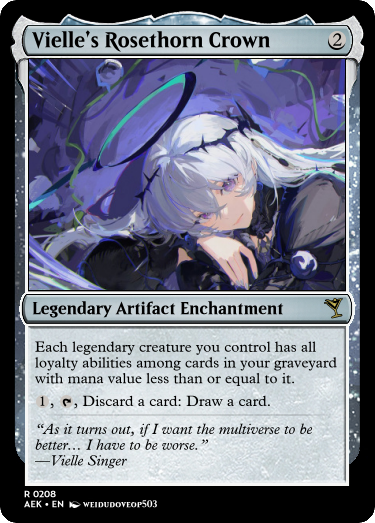 Vielle's Rosethorn Crown 2
Legendary Artifact Enchantment
Each legendary creature you control has all
loyalty abilities among cards in your graveyard
with mana value less than or equal to it.
1, , Discard a card: Draw a card.
“As it turns out, if I want the multiverse to be
better... I have to be worse.”
—Vielle Singer
R 0208
AEK • EN WEIDUDOVEOP503